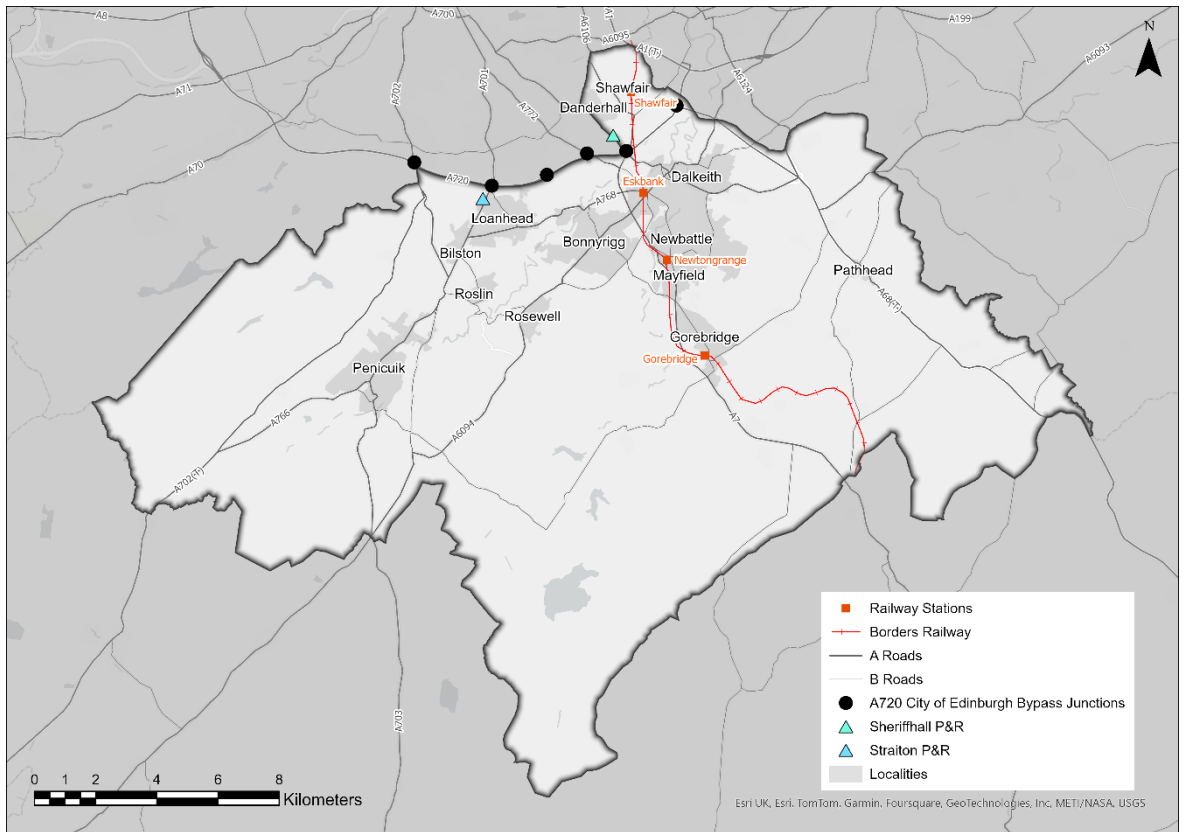 A8
A700
A1
A199
A6106
A6095
A1(T)
N
A6093
A71
A702
A701
A772
A6124
Shawfair
Shawfair
Danderhall
A70
A720
Dalkeith
Eskbank
A768
Loanhead
Bonnyrigg
Newbattle
Bilston
Newtongrange
Mayfield
Pathhead
Roslin
A68(T)
Rosewell
Gorebridge
Gorebridge
Penicuik
A766
A7
A6094
A702(T)
A703
Railway Stations
Borders Railway
A Roads
B Roads
A720 City of Edinburgh Bypass Junctions
Sheriffhall P&R
Straiton P&R
Localities
0 1 2 4 6 8
Kilometers
Esri UK, Esri, TomTom, Garmin, Foursquare, GeoTechnologies, Inc, METI/NASA, USGS